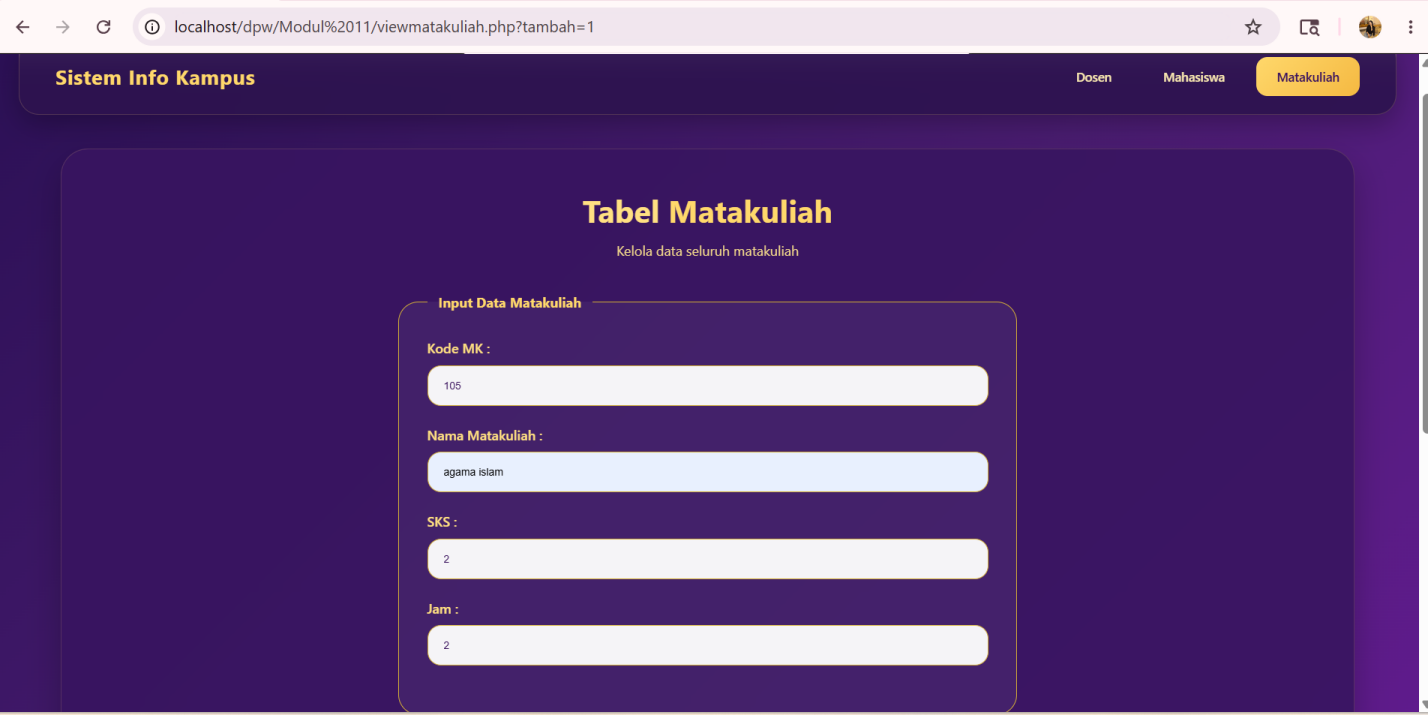 localhost/dpw/Modul%2011/viewmatakuliah.php?tambah=1
Sistem Info Kampus
Dosen
Mahasiswa
Matakuliah
Tabel Matakuliah
Kelola data seluruh matakuliah
Input Data Matakuliah
Kode MK :
105
Nama Matakuliah :
agama islam
SKS :
2
Jam :
2